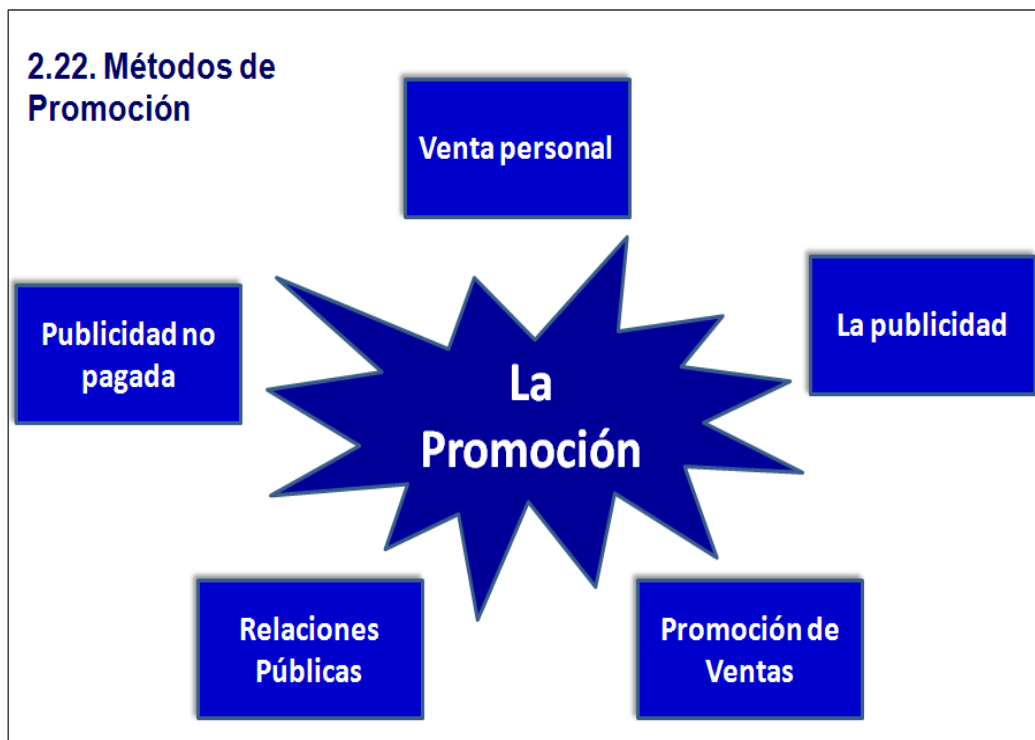 2.22. Métodos de
Promoción
Venta personal
La publicidad
Publicidad no
pagada
La
Promoción
Relaciones
Públicas
Promoción de
Ventas